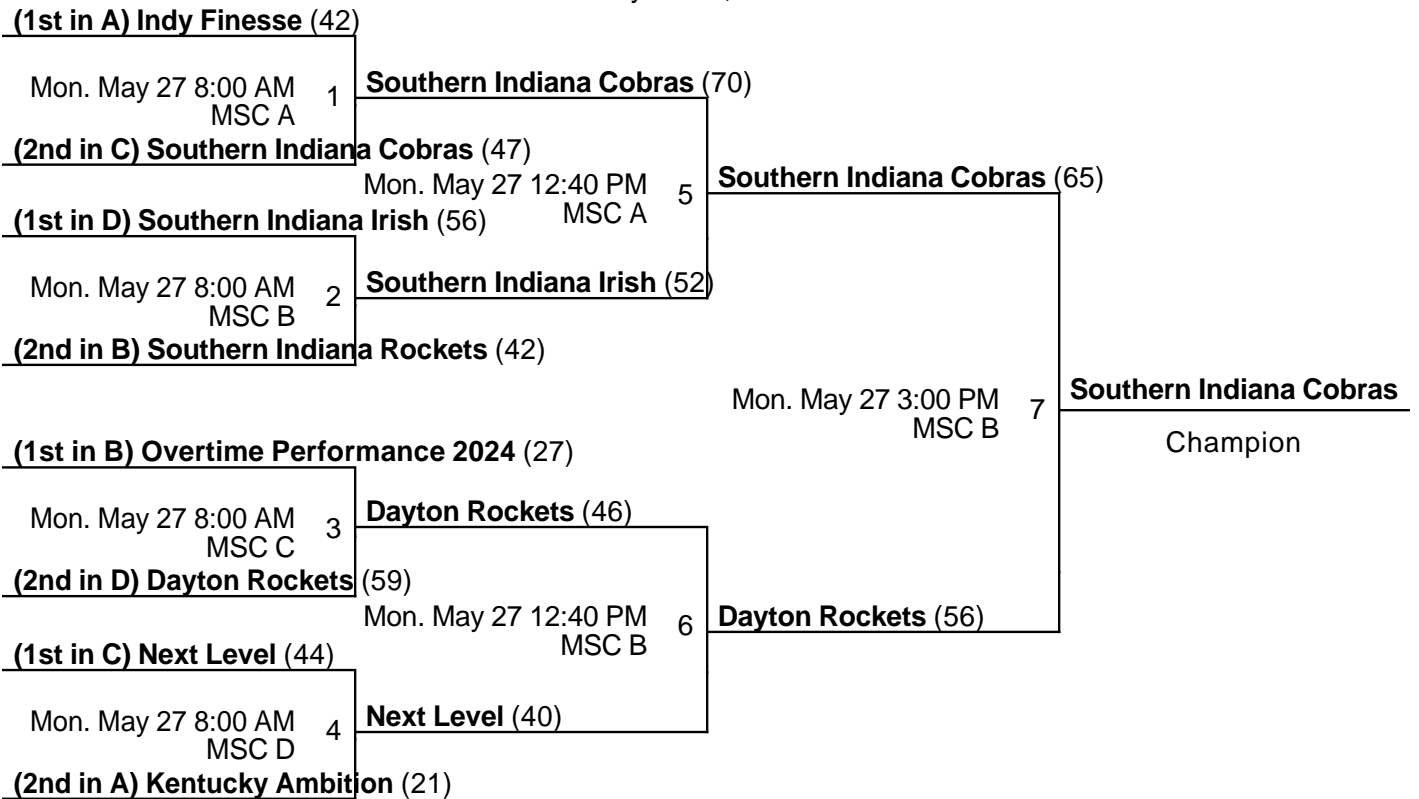 (1st in A) Indy Finesse (42)
Mon. May 27 8:00 AM 1
MSC A
Southern Indiana Cobras (70)
(2nd in C) Southern Indiana Cobras (47)
Mon. May 27 12:40 PM 5
MSC A
Southern Indiana Cobras (65)
(1st in D) Southern Indiana Irish (56)
Mon. May 27 8:00 AM 2
MSC B
Southern Indiana Irish (52)
(2nd in B) Southern Indiana Rockets (42)
Mon. May 27 3:00 PM 7
MSC B
Southern Indiana Cobras
Champion
(1st in B) Overtime Performance 2024 (27)
Mon. May 27 8:00 AM 3
MSC C
Dayton Rockets (46)
(2nd in D) Dayton Rockets (59)
Mon. May 27 12:40 PM 6
MSC B
Dayton Rockets (56)
(1st in C) Next Level (44)
Mon. May 27 8:00 AM 4
MSC D
Next Level (40)
(2nd in A) Kentucky Ambition (21)